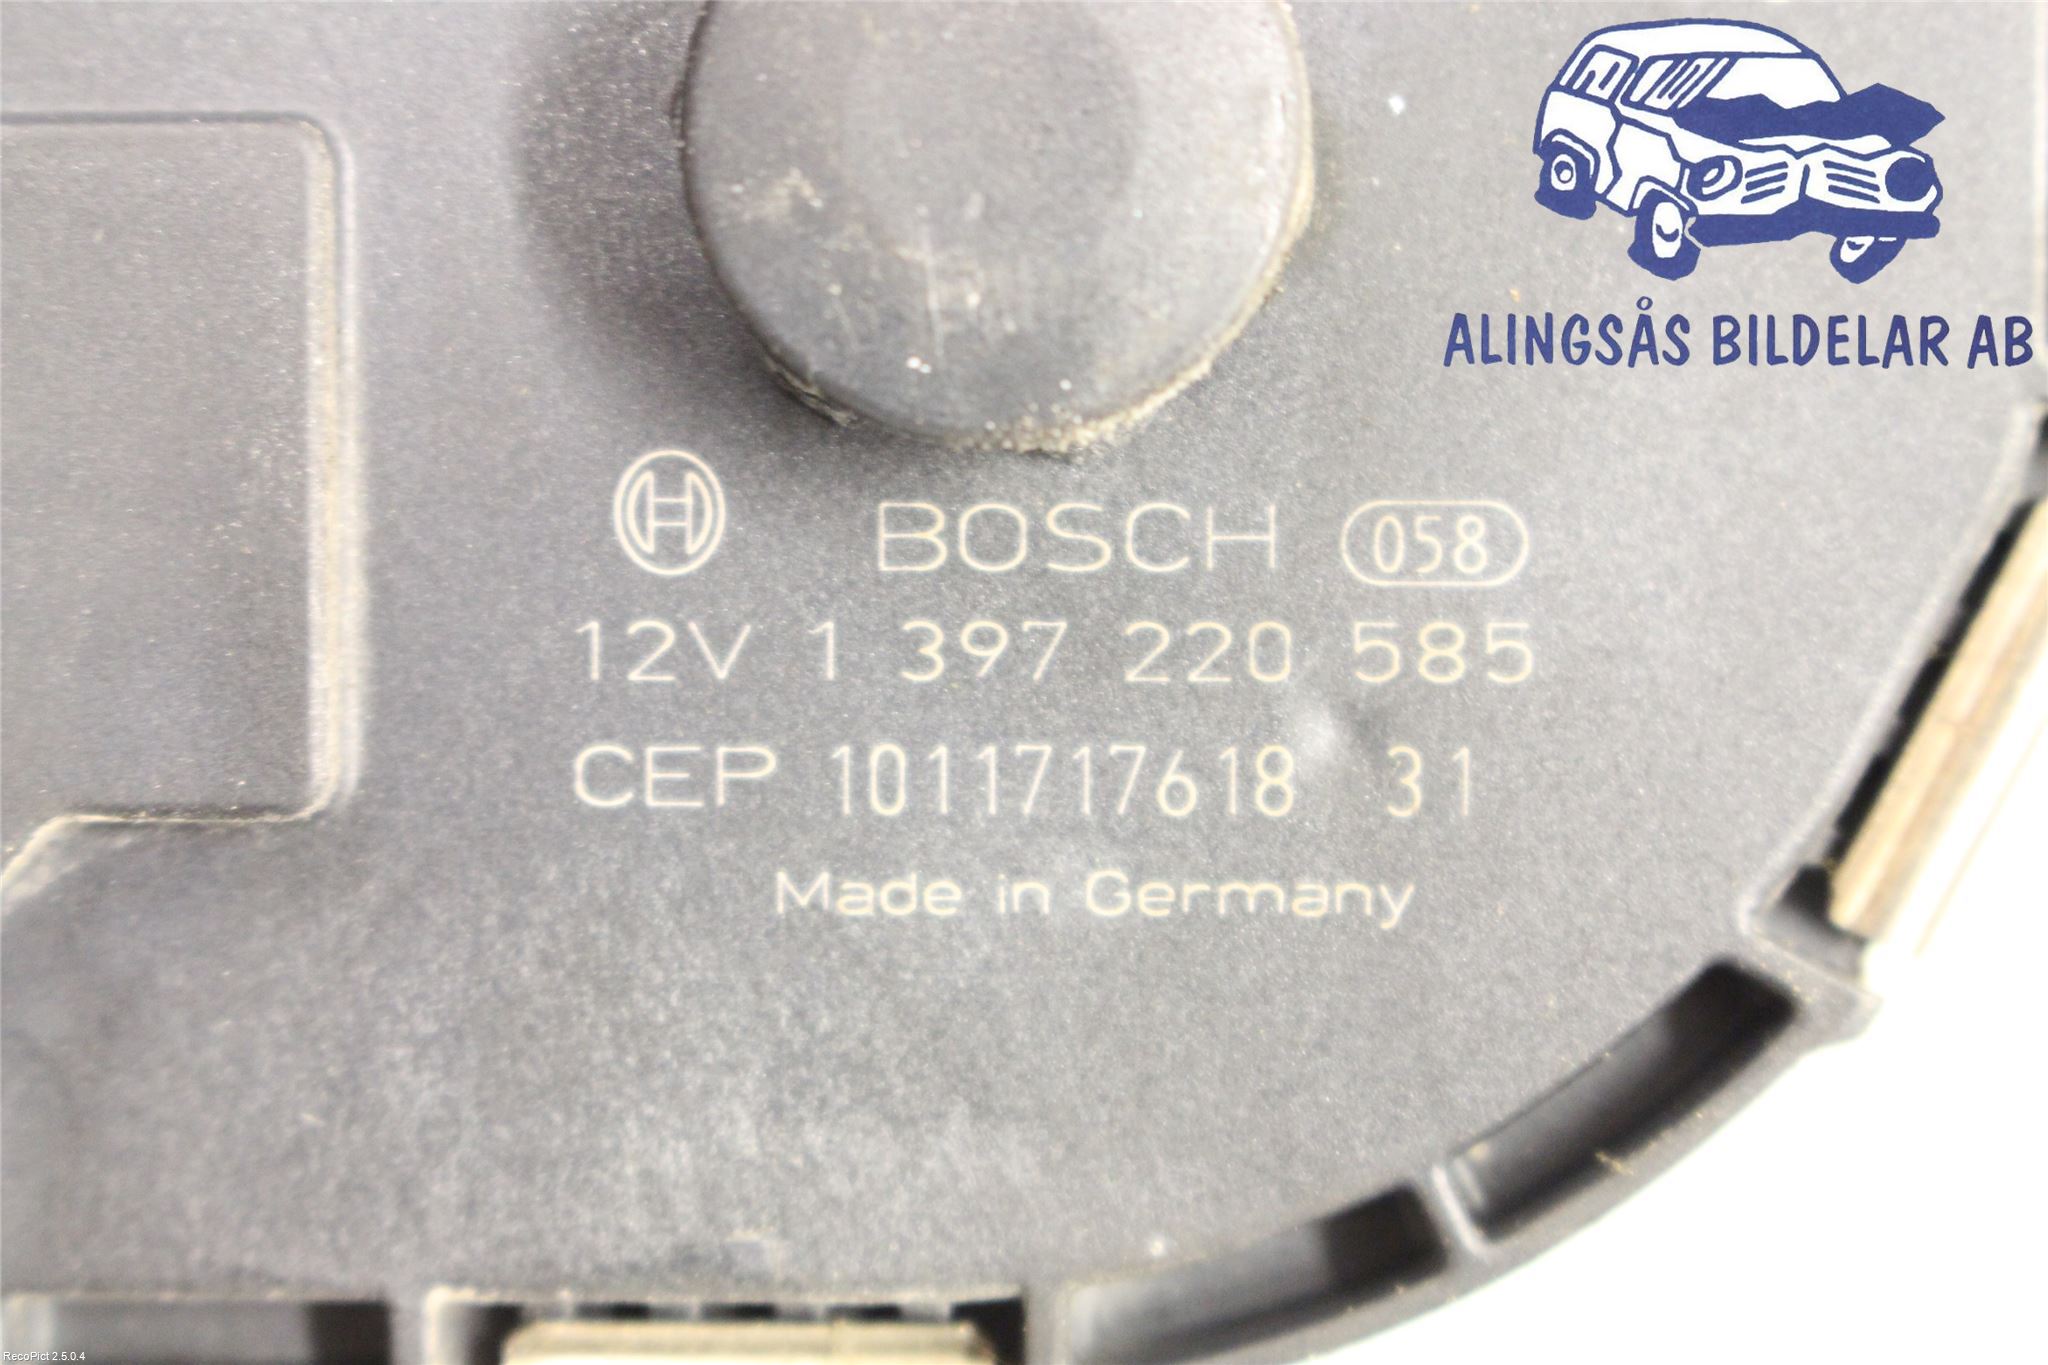 ALINGSÅS BILDELAR AB
BOSCH 058
12V 1 397 220 585
CEP 1011717618 31
Made in Germany
RecoPict 2.5.0.4